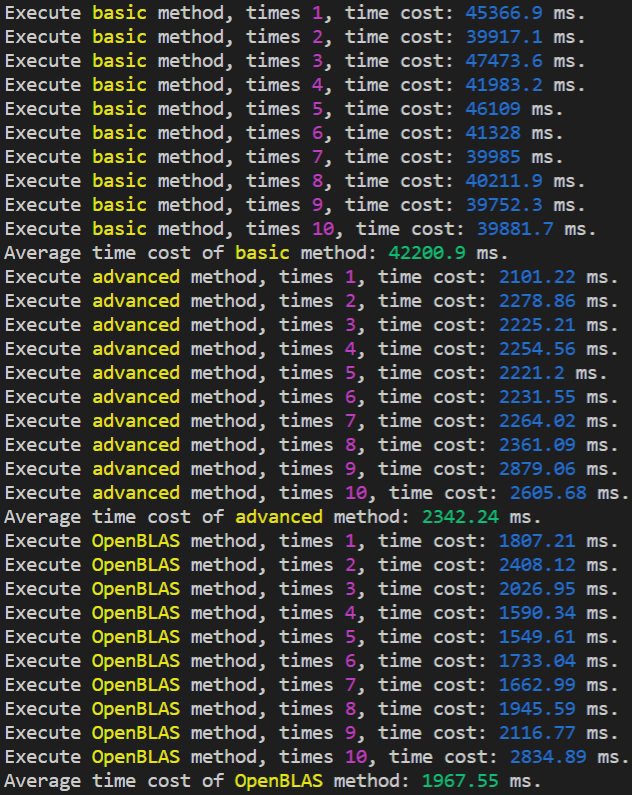 Execute basic method, times 1, time cost: 45366.9 ms.
Execute basic method, times 2, time cost: 39917.1 ms.
Execute basic method, times 3, time cost: 47473.6 ms.
Execute basic method, times 4, time cost: 41983.2 ms.
Execute basic method, times 5, time cost: 46109 ms.
Execute basic method, times 6, time cost: 41328 ms.
Execute basic method, times 7, time cost: 39985 ms.
Execute basic method, times 8, time cost: 40211.9 ms.
Execute basic method, times 9, time cost: 39752.3 ms.
Execute basic method, times 10, time cost: 39881.7 ms.
Average time cost of basic method: 42200.9 ms.
Execute advanced method, times 1, time cost: 2101.22 ms.
Execute advanced method, times 2, time cost: 2278.86 ms.
Execute advanced method, times 3, time cost: 2225.21 ms.
Execute advanced method, times 4, time cost: 2254.56 ms.
Execute advanced method, times 5, time cost: 2221.2 ms.
Execute advanced method, times 6, time cost: 2231.55 ms.
Execute advanced method, times 7, time cost: 2264.02 ms.
Execute advanced method, times 8, time cost: 2361.09 ms.
Execute advanced method, times 9, time cost: 2879.06 ms.
Execute advanced method, times 10, time cost: 2605.68 ms.
Average time cost of advanced method: 2342.24 ms.
Execute OpenBLAS method, times 1, time cost: 1807.21 ms.
Execute OpenBLAS method, times 2, time cost: 2408.12 ms.
Execute OpenBLAS method, times 3, time cost: 2026.95 ms.
Execute OpenBLAS method, times 4, time cost: 1590.34 ms.
Execute OpenBLAS method, times 5, time cost: 1549.61 ms.
Execute OpenBLAS method, times 6, time cost: 1733.04 ms.
Execute OpenBLAS method, times 7, time cost: 1662.99 ms.
Execute OpenBLAS method, times 8, time cost: 1945.59 ms.
Execute OpenBLAS method, times 9, time cost: 2116.77 ms.
Execute OpenBLAS method, times 10, time cost: 2834.89 ms.
Average time cost of OpenBLAS method: 1967.55 ms.